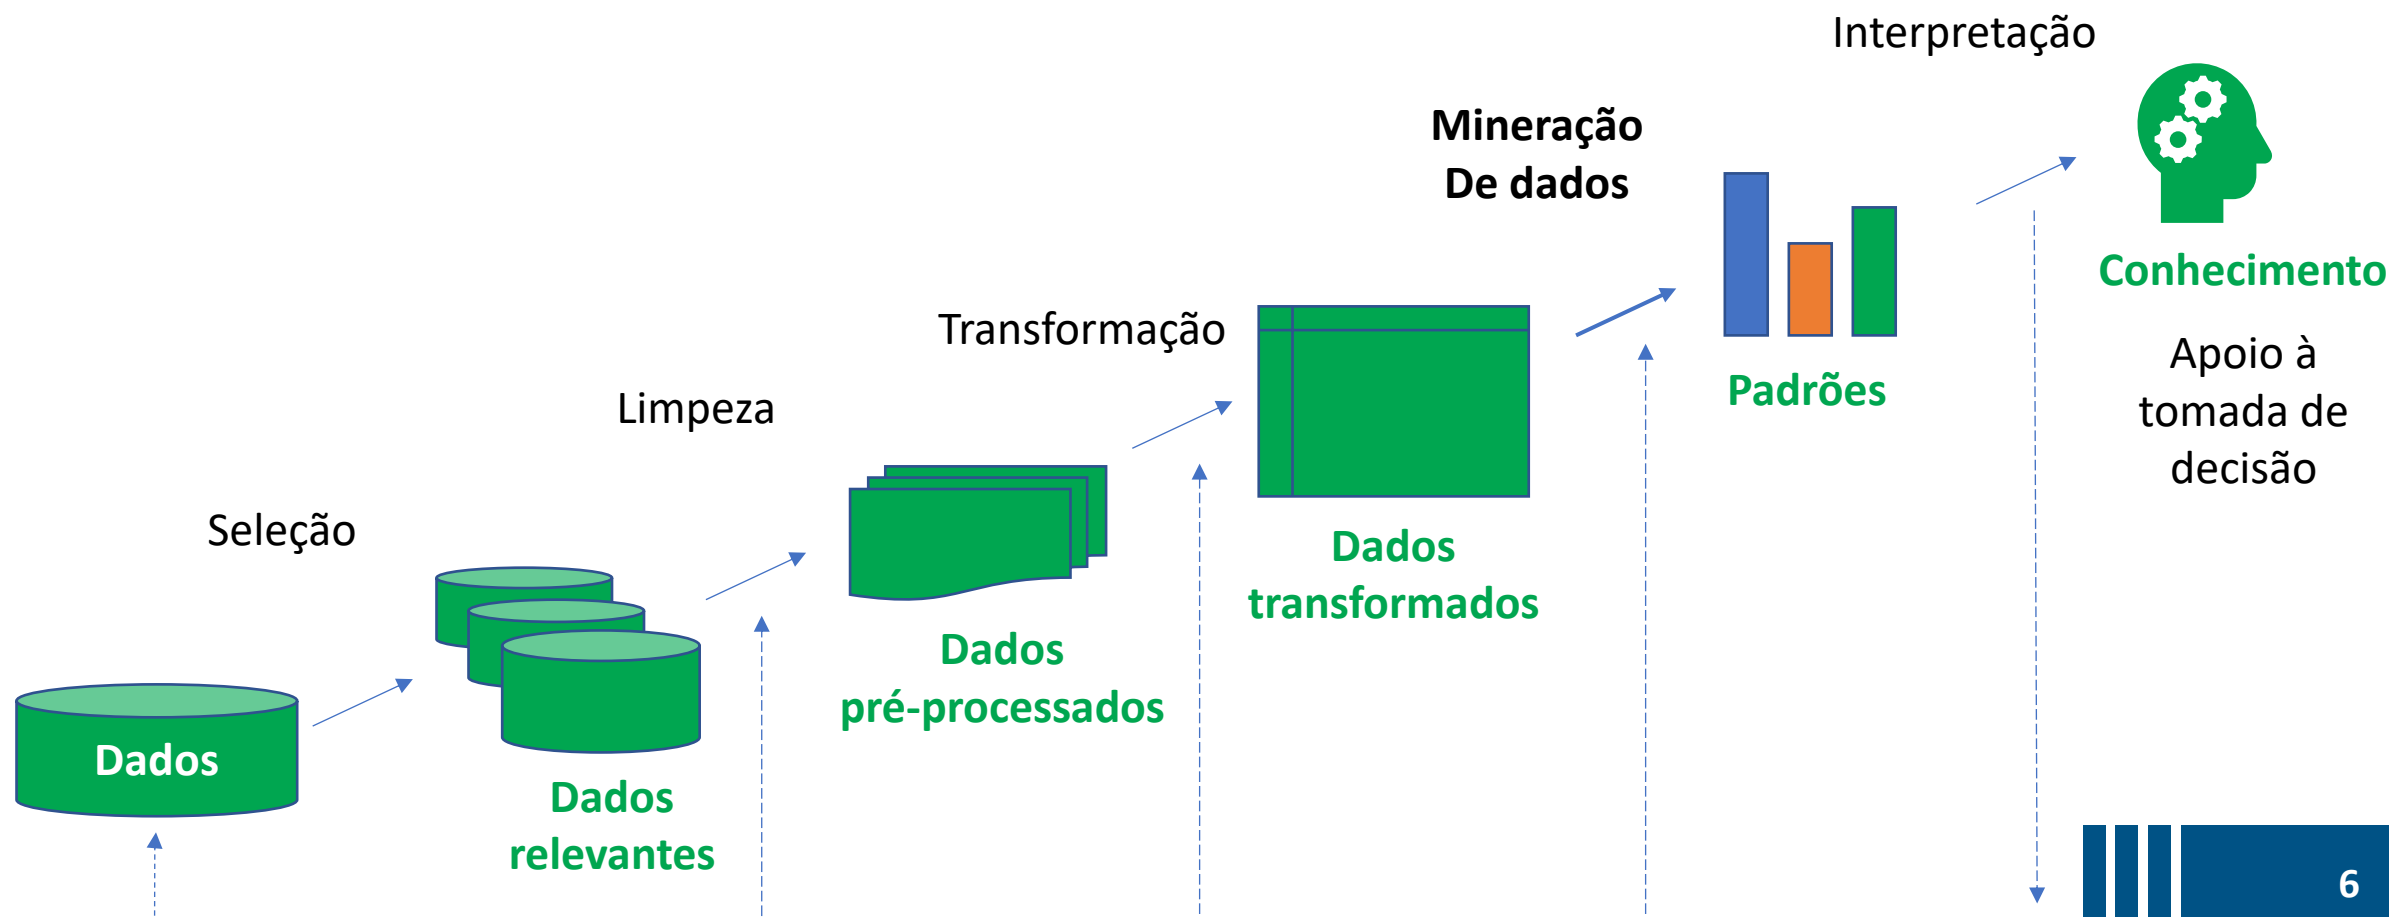 Interpretação
Mineração
De dados
Conhecimento
Apoio à
tomada de
decisão
Transformação
Padrões
Limpeza
Seleção
Dados
transformados
Dados
pré-processados
Dados
Dados
relevantes
6